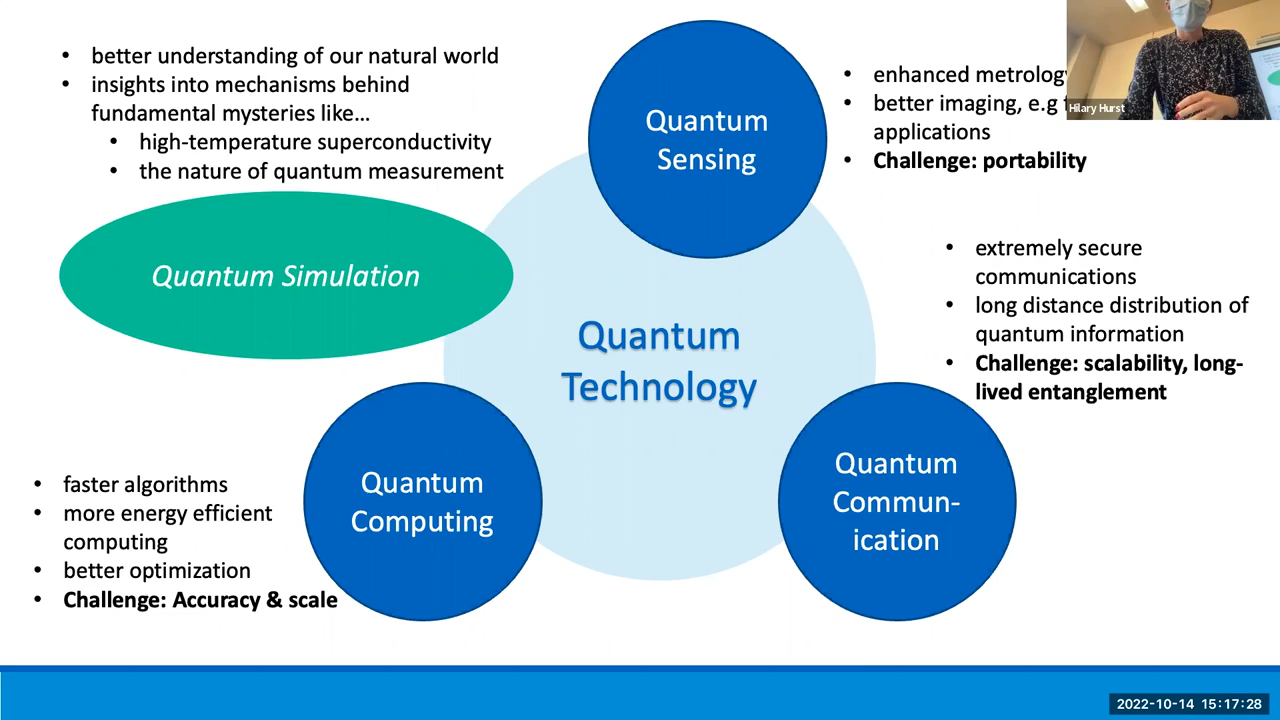 • better understanding of our natural world
• insights into mechanisms behind
fundamental mysteries like…
• high-temperature superconductivity
• the nature of quantum measurement
Quantum Simulation
Quantum
Sensing
• enhanced metrology
• better imaging, e.g
applications
• Challenge: portability
Hilary Hurst
• extremely secure
communications
• long distance distribution of
quantum information
• Challenge: scalability, long-
lived entanglement
Quantum
Technology
Quantum
Commun-
ication
Quantum
Computing
• faster algorithms
• more energy efficient
computing
• better optimization
• Challenge: Accuracy & scale
2022-10-14 15:17:28